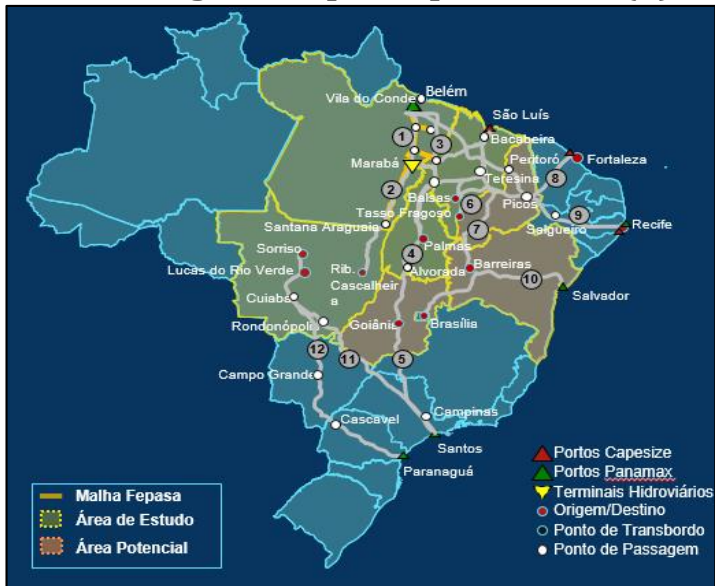 Belém
Vila do Conde
São Luís
1
3
Bacabeira
Peritoró
Fortaleza
Marabá
Teresina
8
2
Balsas
6
Picos
9
Tasso Fragoso
Santana Araguaia
7
Salgueiro
Recife
Sorriso
4
Palmas
Lucas do Rio Verde
Rib.
Cascalheir
a
Alvorada
Barreiras
10
Cuiabá
Salvador
Rondonópoli
Goiânia
Brasília
12
11
5
Campo Grande
Cascavel
Campinas
Santos
Paranaguá
Portos Capesize
Portos Panamax
Terminais Hidroviários
Origem/Destino
Ponto de Transbordo
Ponto de Passagem
Malha Fepasa
Área de Estudo
Área Potencial